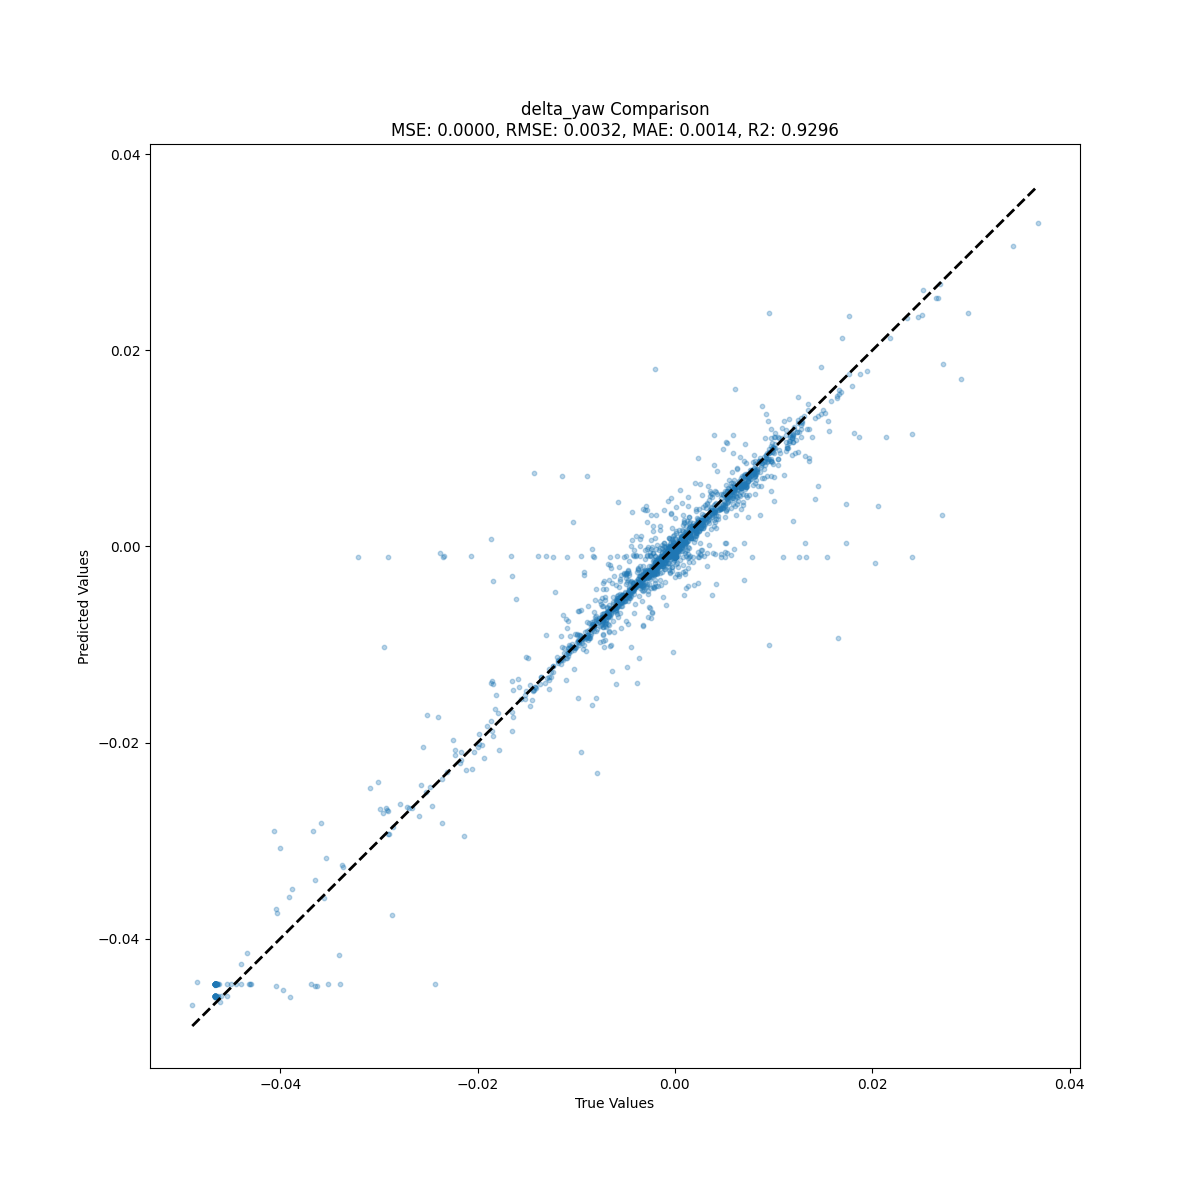 delta_yaw Comparison
MSE: 0.0000, RMSE: 0.0032, MAE: 0.0014, R2: 0.9296
0.04
0.02
0.00
−0.02
−0.04
Predicted Values
−0.04 −0.02 0.00 0.02 0.04
True Values